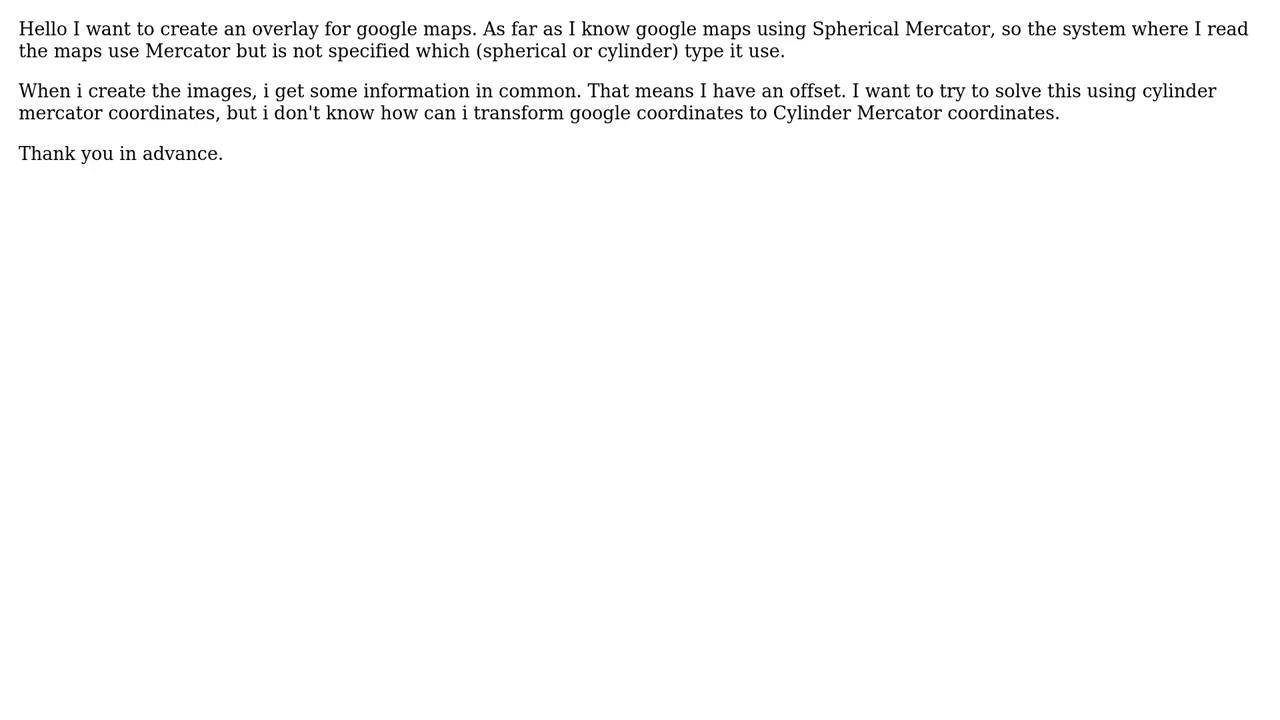 Hello I want to create an overlay for google maps. As far as I know google maps using Spherical Mercator, so the system where I read
the maps use Mercator but is not specified which (spherical or cylinder) type it use.
When i create the images, i get some information in common. That means I have an offset. I want to try to solve this using cylinder
mercator coordinates, but i don't know how can i transform google coordinates to Cylinder Mercator coordinates.
Thank you in advance.